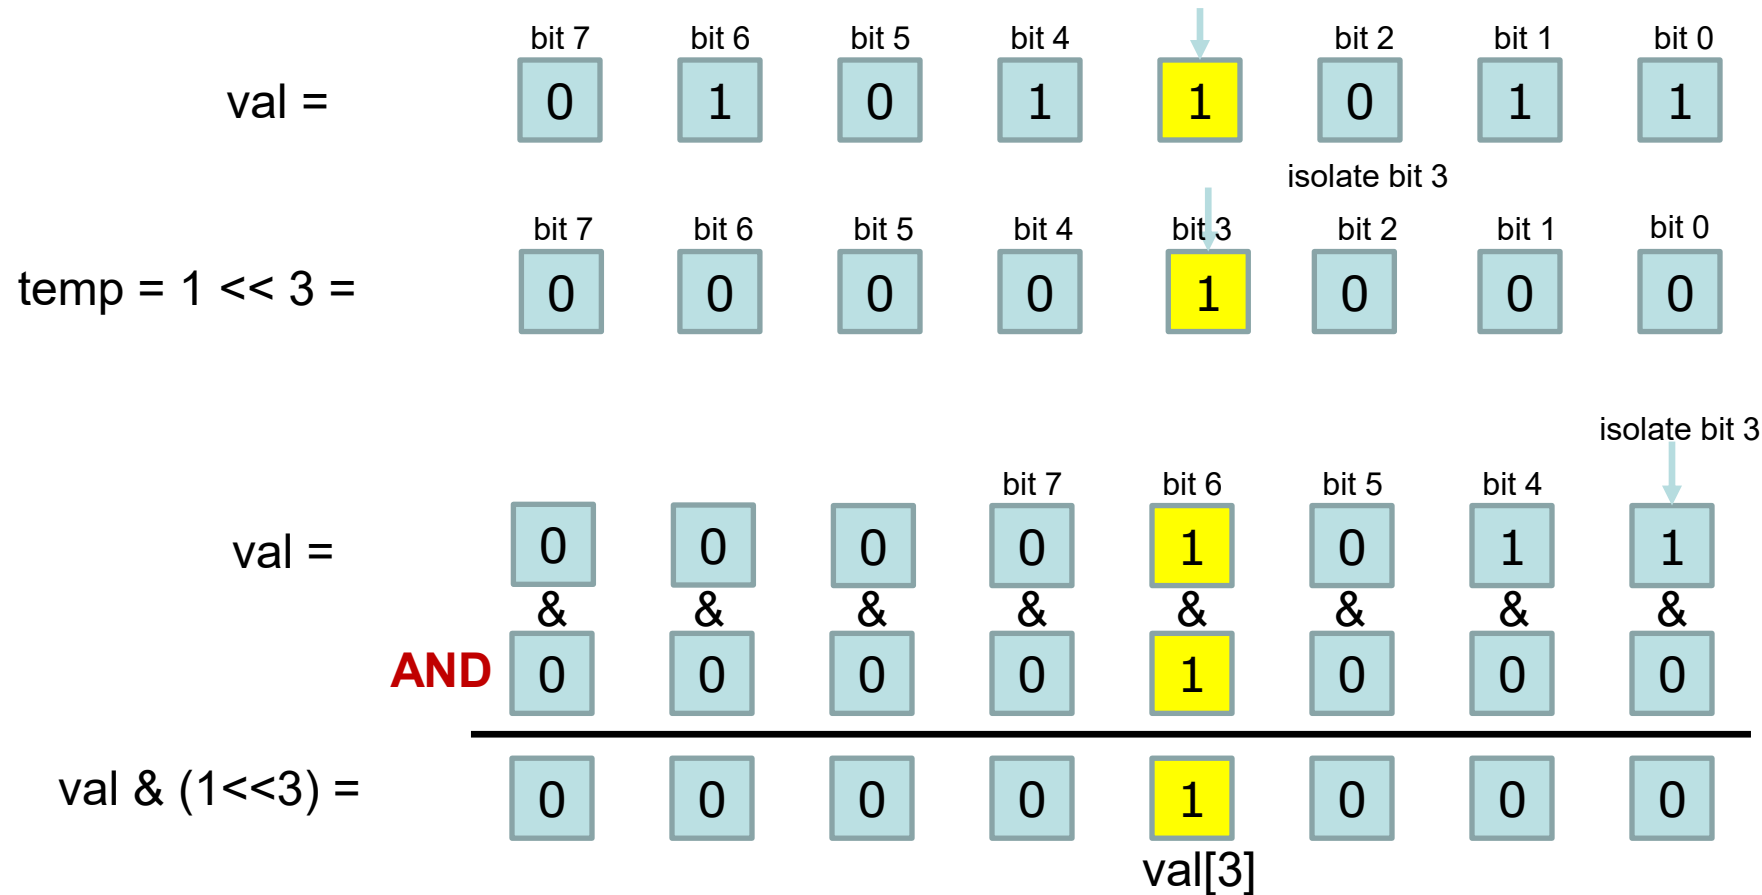 bit 7 bit 6 bit 5 bit 4 bit 2 bit 1 bit 0
val = 0 1 0 1 1 0 1 1
isolate bit 3
bit 7 bit 6 bit 5 bit 4 bit 3 bit 2 bit 1 bit 0
temp = 1 << 3 = 0 0 0 0 1 0 0 0
isolate bit 3
bit 7 bit 6 bit 5 bit 4
val = 0 0 0 0 1 0 1 1
& & & & & & & &
AND 0 0 0 0 1 0 0 0
val & (1<<3) = 0 0 0 0 1 0 0 0
val[3]